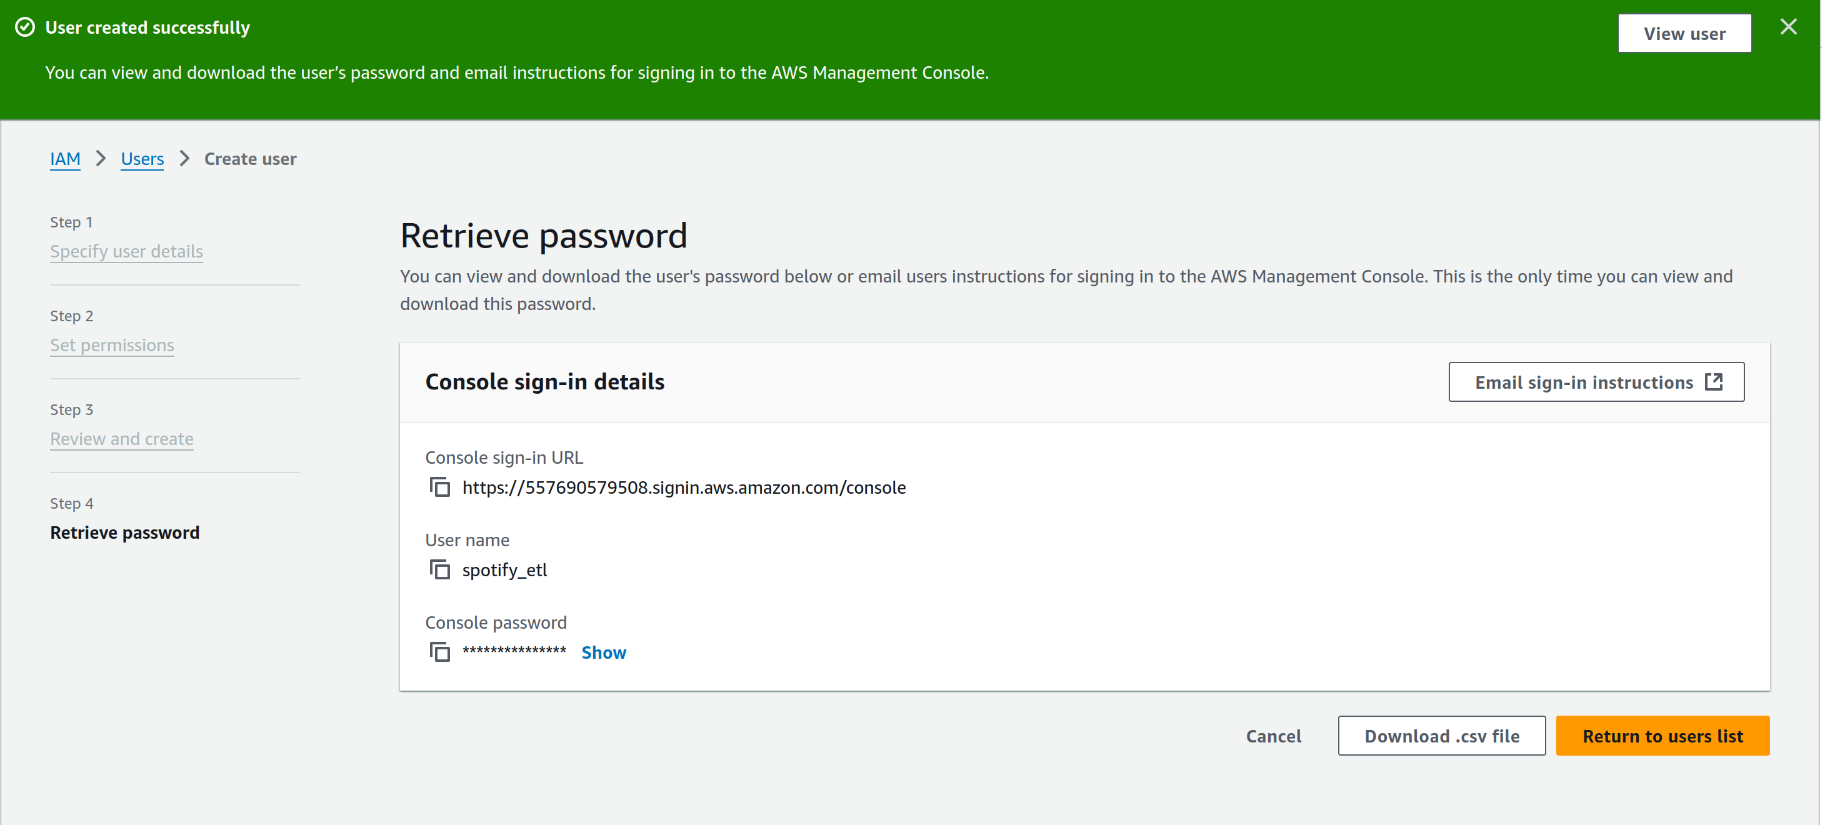 User created successfully
View user
You can view and download the user’s password and email instructions for signing in to the AWS Management Console.
IAM > Users > Create user
Step 1
Specify user details
Step 2
Set permissions
Step 3
Review and create
Step 4
Retrieve password
Retrieve password
You can view and download the user's password below or email users instructions for signing in to the AWS Management Console. This is the only time you can view and
download this password.
Console sign-in details
Email sign-in instructions
Console sign-in URL
https://557690579508.signin.aws.amazon.com/console
User name
spotify_etl
Console password
*************** Show
Cancel
Download .csv file
Return to users list